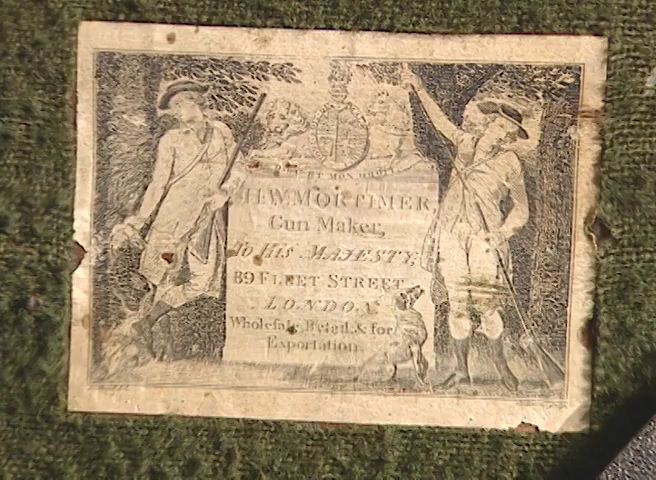 H.W. MORTIMER
Gun Maker,
To His MAJESTY,
89 FLEET STREET
LONDON
Wholeſale, Retail, & for
Exportation.